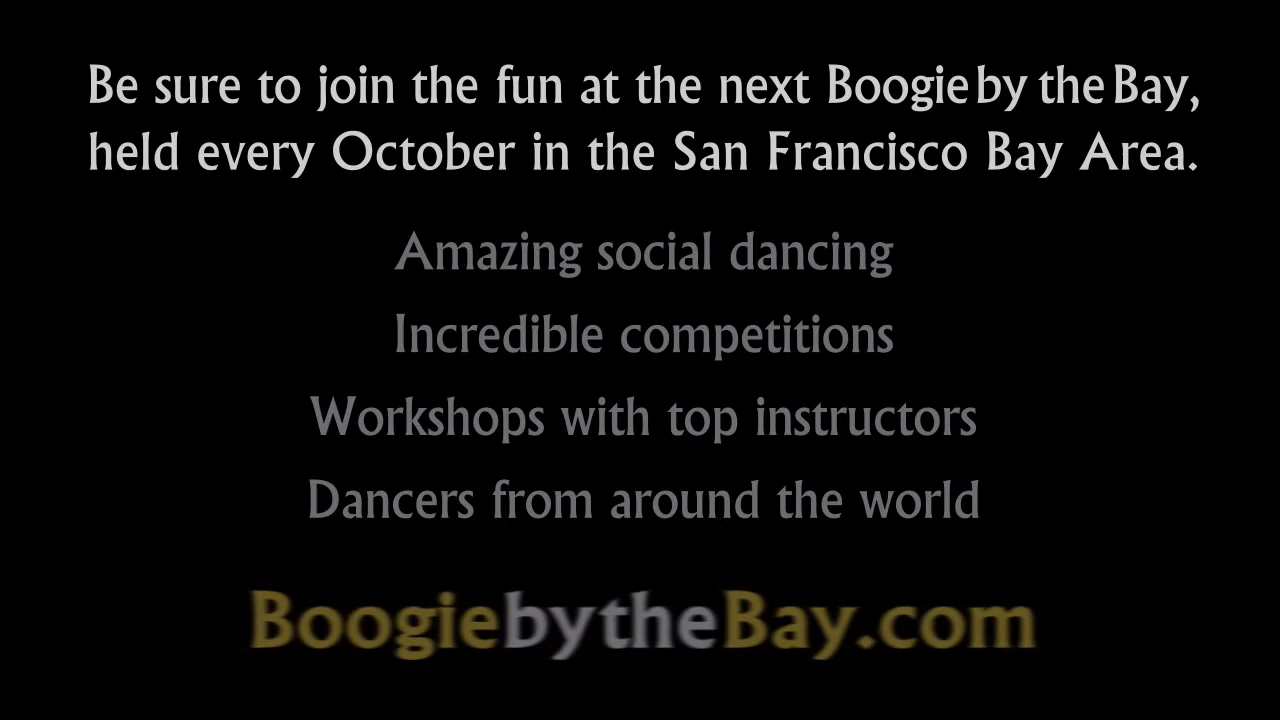 Be sure to join the fun at the next Boogie by the Bay,
held every October in the San Francisco Bay Area.
Amazing social dancing
Incredible competitions
Workshops with top instructors
Dancers from around the world
BoogiebytheBay.com